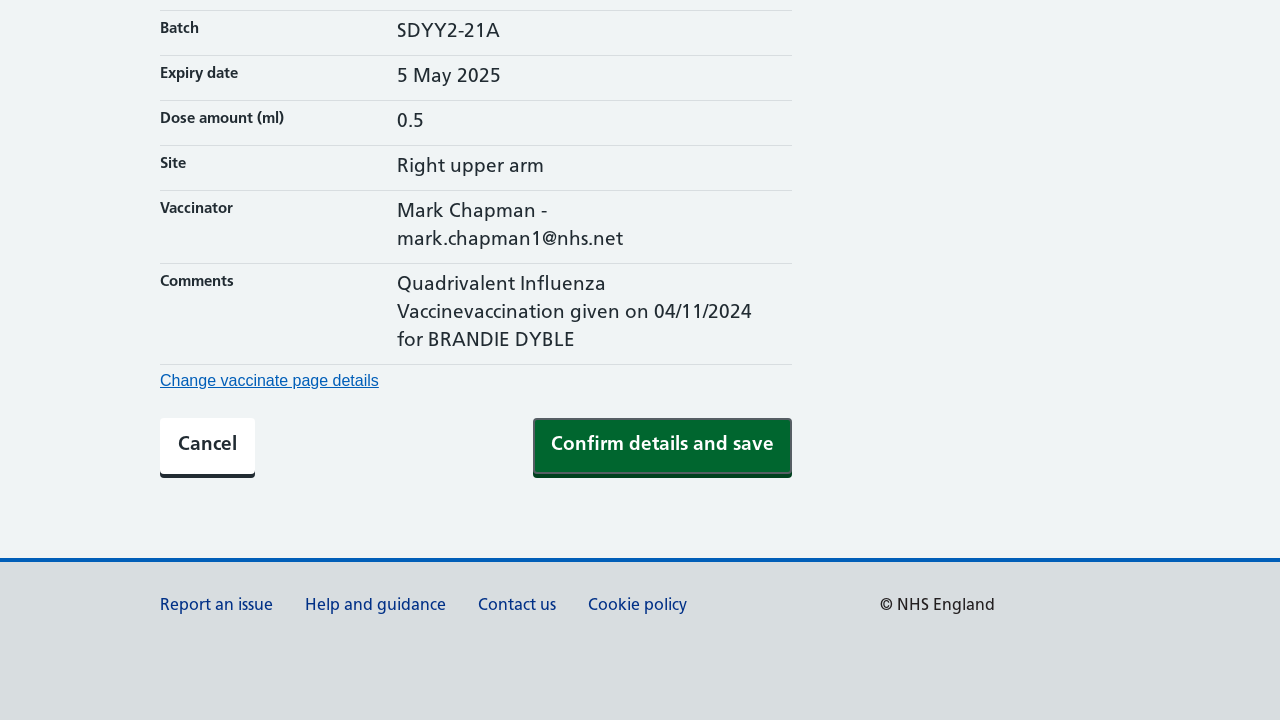 Batch SDYY2-21A
Expiry date 5 May 2025
Dose amount (ml) 0.5
Site Right upper arm
Vaccinator Mark Chapman -
mark.chapman1@nhs.net
Comments Quadrivalent Influenza
Vaccinevaccination given on 04/11/2024
for BRANDIE DYBLE
Change vaccinate page details
Cancel Confirm details and save
Report an issue Help and guidance Contact us Cookie policy © NHS England